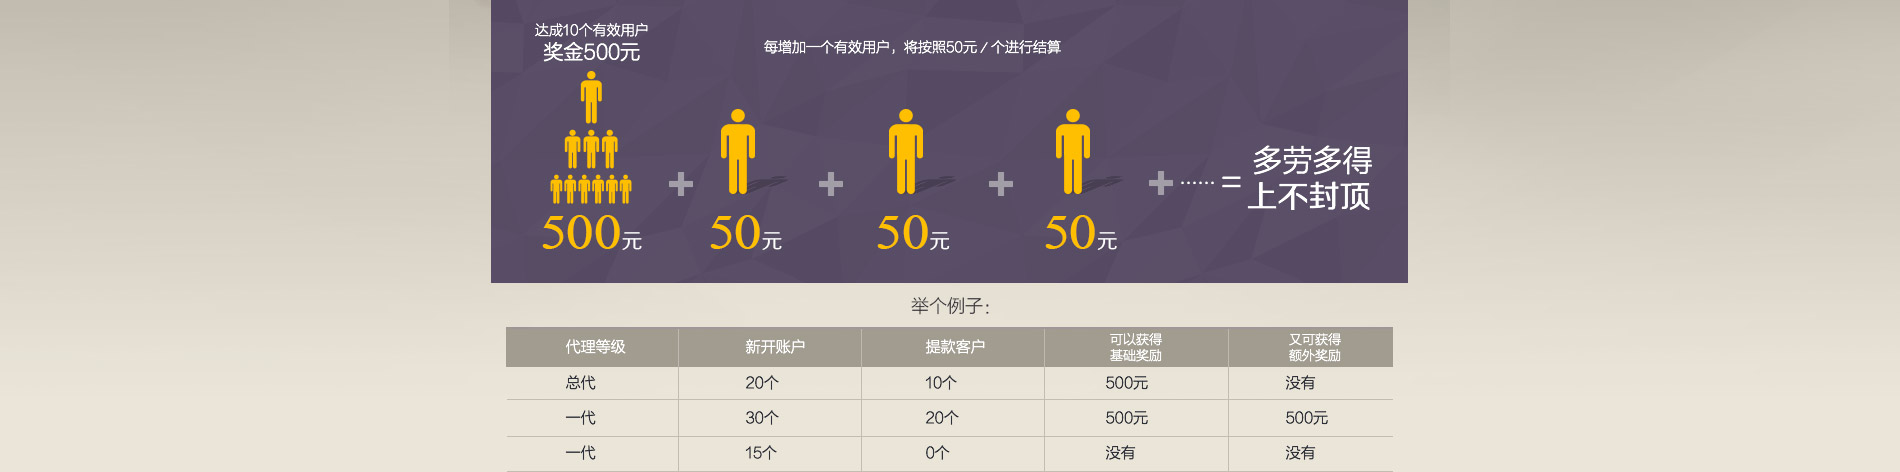 达成10个有效用户
奖金500元
每增加一个有效用户，将按照50元/个进行结算
500元 + 50元 + 50元 + 50元 + ...... = 多劳多得
上不封顶
举个例子：
代理等级 新开账户 提款客户 可以获得基础奖励 又可获得额外奖励
总代 20个 10个 500元 没有
一代 30个 20个 500元 500元
一代 15个 0个 没有 没有